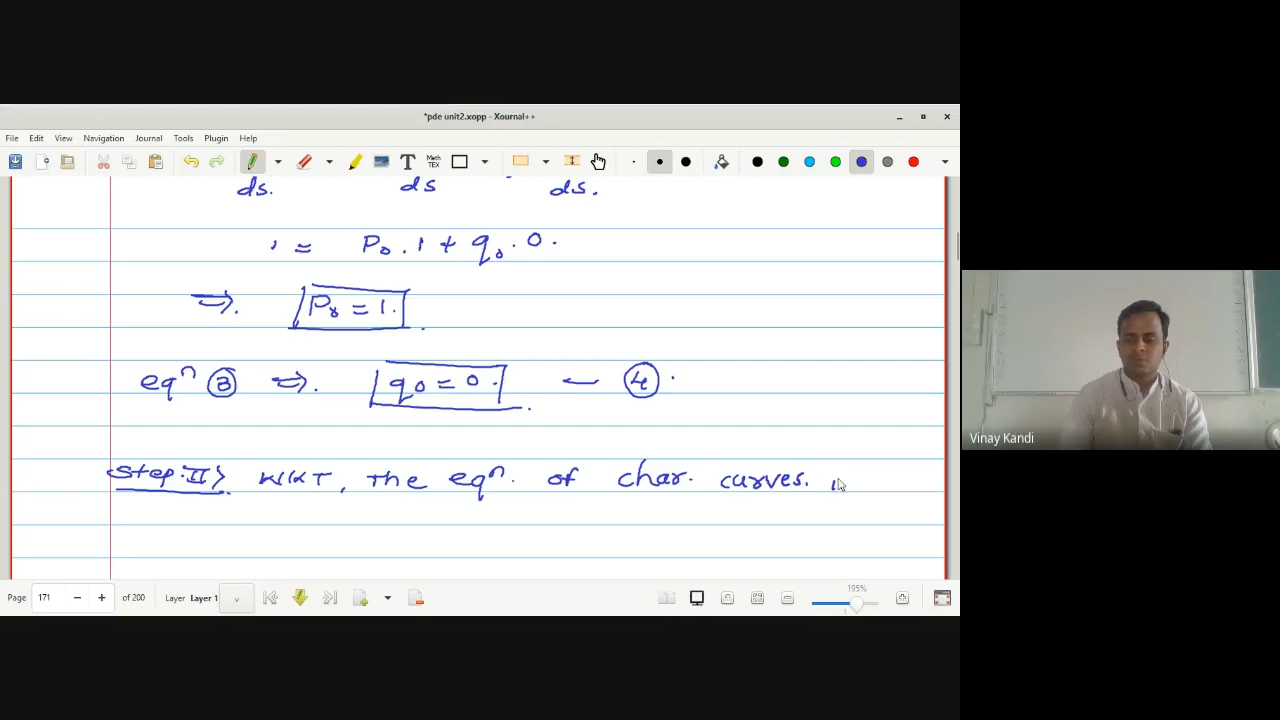 *pde unit2.xopp - Xournal++
File Edit View Navigation Journal Tools Plugin Help
ds. ds ds.
1 = P₀ . 1 + q₀ . 0 .
⇒. P₀ = 1 .
eqⁿ ③ ⇒. q₀ = 0 . ← ④ .
Step.II> WKT, The eqⁿ. of char. curves.
Vinay Kandi
Page 171 of 200 Layer Layer 1 195%